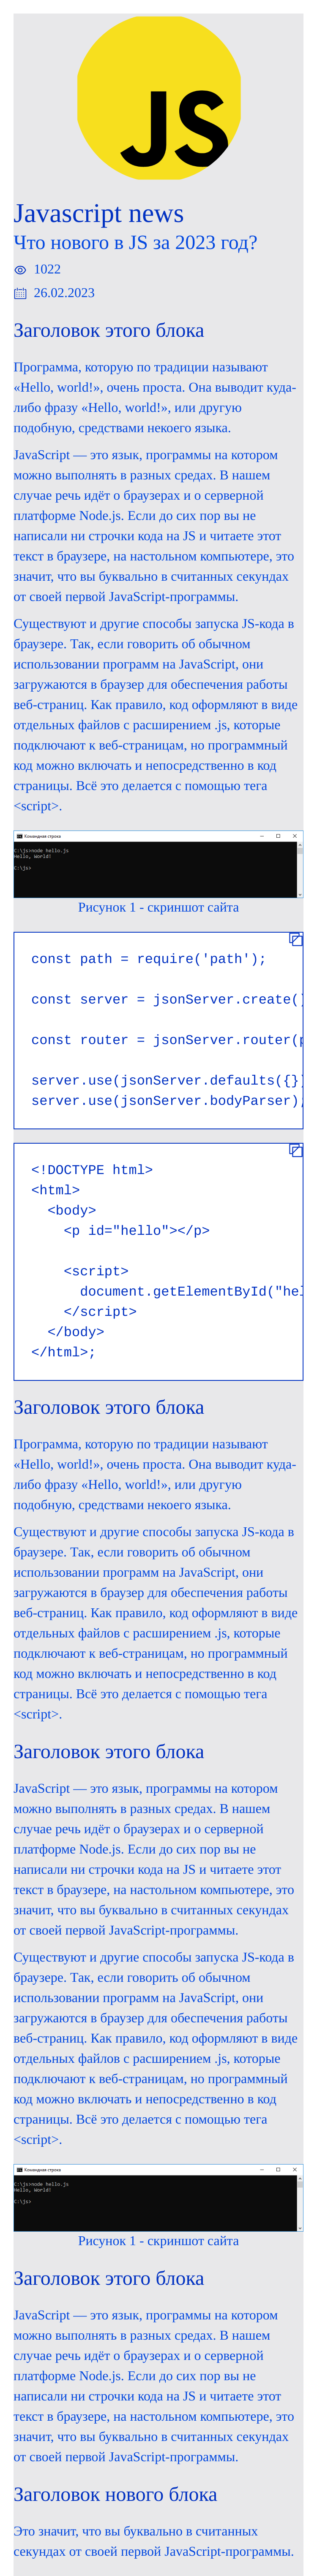 JS
Javascript news
Что нового в JS за 2023 год?
1022
26.02.2023
Заголовок этого блока
Программа, которую по традиции называют
«Hello, world!», очень проста. Она выводит куда-
либо фразу «Hello, world!», или другую
подобную, средствами некоего языка.
JavaScript — это язык, программы на котором
можно выполнять в разных средах. В нашем
случае речь идёт о браузерах и о серверной
платформе Node.js. Если до сих пор вы не
написали ни строчки кода на JS и читаете этот
текст в браузере, на настольном компьютере, это
значит, что вы буквально в считанных секундах
от своей первой JavaScript-программы.
Существуют и другие способы запуска JS-кода в
браузере. Так, если говорить об обычном
использовании программ на JavaScript, они
загружаются в браузер для обеспечения работы
веб-страниц. Как правило, код оформляют в виде
отдельных файлов с расширением .js, которые
подключают к веб-страницам, но программный
код можно включать и непосредственно в код
страницы. Всё это делается с помощью тега
<script>.
Командная строка
C:\js>node hello.js
Hello, World!
C:\js>
Рисунок 1 - скриншот сайта
const path = require('path');
const server = jsonServer.create()
const router = jsonServer.router(p
server.use(jsonServer.defaults({})
server.use(jsonServer.bodyParser);
<!DOCTYPE html>
<html>
<body>
<p id="hello"></p>
<script>
document.getElementById("hel
</script>
</body>
</html>;
Заголовок этого блока
Программа, которую по традиции называют
«Hello, world!», очень проста. Она выводит куда-
либо фразу «Hello, world!», или другую
подобную, средствами некоего языка.
Существуют и другие способы запуска JS-кода в
браузере. Так, если говорить об обычном
использовании программ на JavaScript, они
загружаются в браузер для обеспечения работы
веб-страниц. Как правило, код оформляют в виде
отдельных файлов с расширением .js, которые
подключают к веб-страницам, но программный
код можно включать и непосредственно в код
страницы. Всё это делается с помощью тега
<script>.
Заголовок этого блока
JavaScript — это язык, программы на котором
можно выполнять в разных средах. В нашем
случае речь идёт о браузерах и о серверной
платформе Node.js. Если до сих пор вы не
написали ни строчки кода на JS и читаете этот
текст в браузере, на настольном компьютере, это
значит, что вы буквально в считанных секундах
от своей первой JavaScript-программы.
Существуют и другие способы запуска JS-кода в
браузере. Так, если говорить об обычном
использовании программ на JavaScript, они
загружаются в браузер для обеспечения работы
веб-страниц. Как правило, код оформляют в виде
отдельных файлов с расширением .js, которые
подключают к веб-страницам, но программный
код можно включать и непосредственно в код
страницы. Всё это делается с помощью тега
<script>.
Командная строка
C:\js>node hello.js
Hello, World!
C:\js>
Рисунок 1 - скриншот сайта
Заголовок этого блока
JavaScript — это язык, программы на котором
можно выполнять в разных средах. В нашем
случае речь идёт о браузерах и о серверной
платформе Node.js. Если до сих пор вы не
написали ни строчки кода на JS и читаете этот
текст в браузере, на настольном компьютере, это
значит, что вы буквально в считанных секундах
от своей первой JavaScript-программы.
Заголовок нового блока
Это значит, что вы буквально в считанных
секундах от своей первой JavaScript-программы.